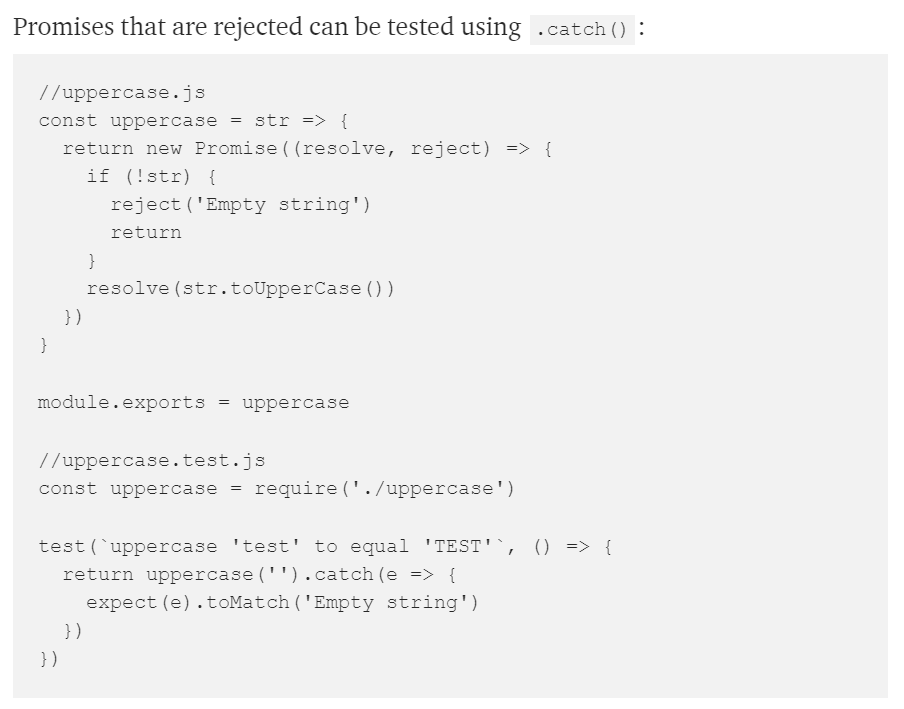 Promises that are rejected can be tested using .catch() :
//uppercase.js
const uppercase = str => {
  return new Promise((resolve, reject) => {
    if (!str) {
      reject('Empty string')
      return
    }
    resolve(str.toUpperCase())
  })
}
module.exports = uppercase
//uppercase.test.js
const uppercase = require('./uppercase')
test(`uppercase 'test' to equal 'TEST'`, () => {
  return uppercase('').catch(e => {
    expect(e).toMatch('Empty string')
  })
})